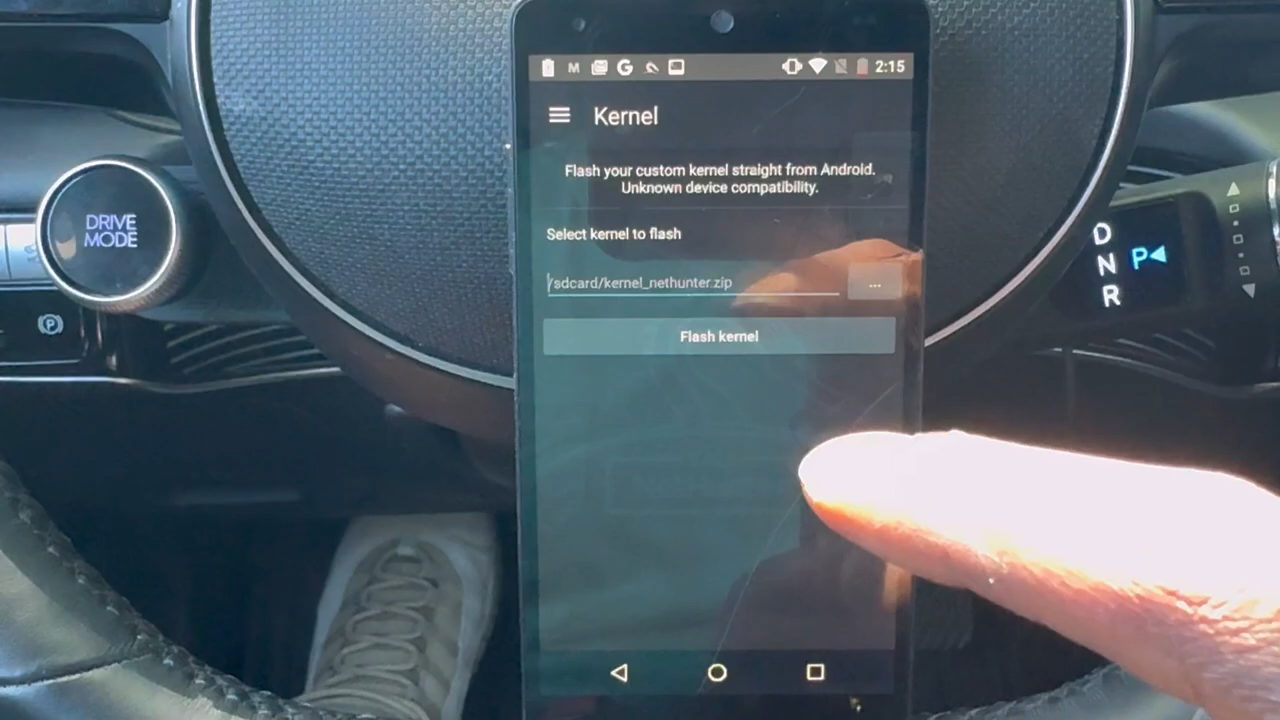 2:15
Kernel
Flash your custom kernel straight from Android.
Unknown device compatibility.
Select kernel to flash
/sdcard/kernel_nethunter.zip
...
Flash kernel
DRIVE
MODE
P
D
N
R
P